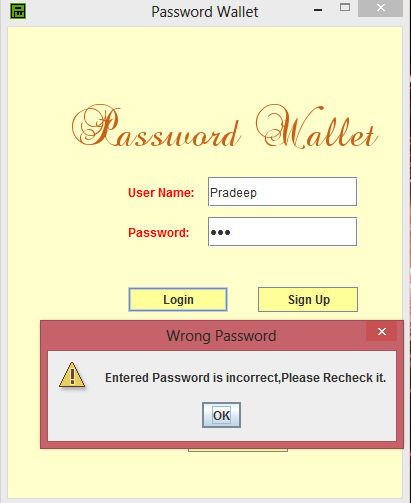 Password Wallet
Password Wallet
User Name: Pradeep
Password: •••
Login Sign Up
Wrong Password
Entered Password is incorrect,Please Recheck it.
OK